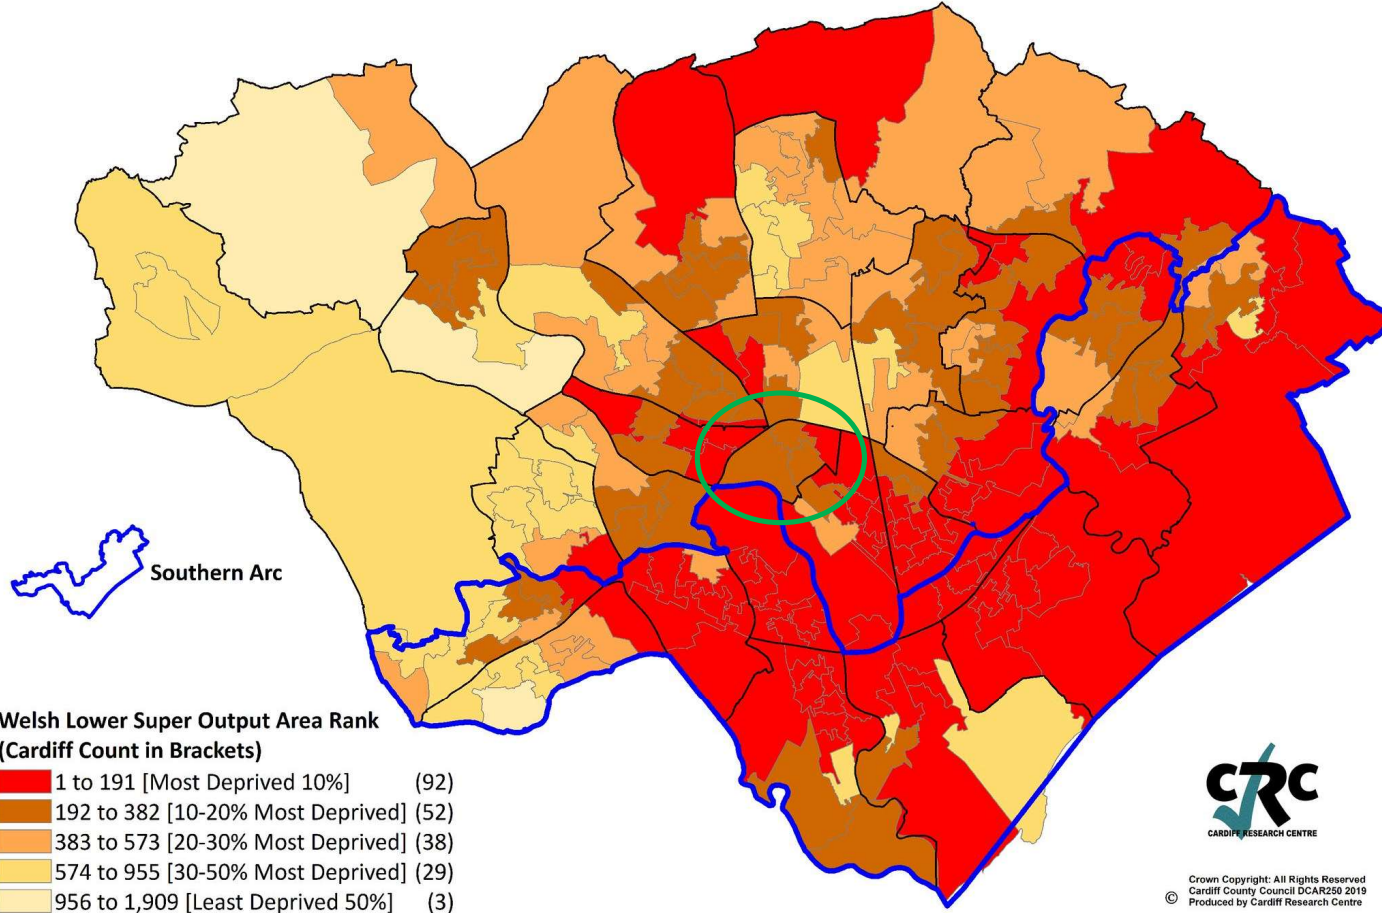 Southern Arc
Welsh Lower Super Output Area Rank
(Cardiff Count in Brackets)
1 to 191 [Most Deprived 10%] (92)
192 to 382 [10-20% Most Deprived] (52)
383 to 573 [20-30% Most Deprived] (38)
574 to 955 [30-50% Most Deprived] (29)
956 to 1,909 [Least Deprived 50%] (3)
CRC
CARDIFF RESEARCH CENTRE
Crown Copyright: All Rights Reserved
Cardiff County Council DCAR250 2019
© Produced by Cardiff Research Centre